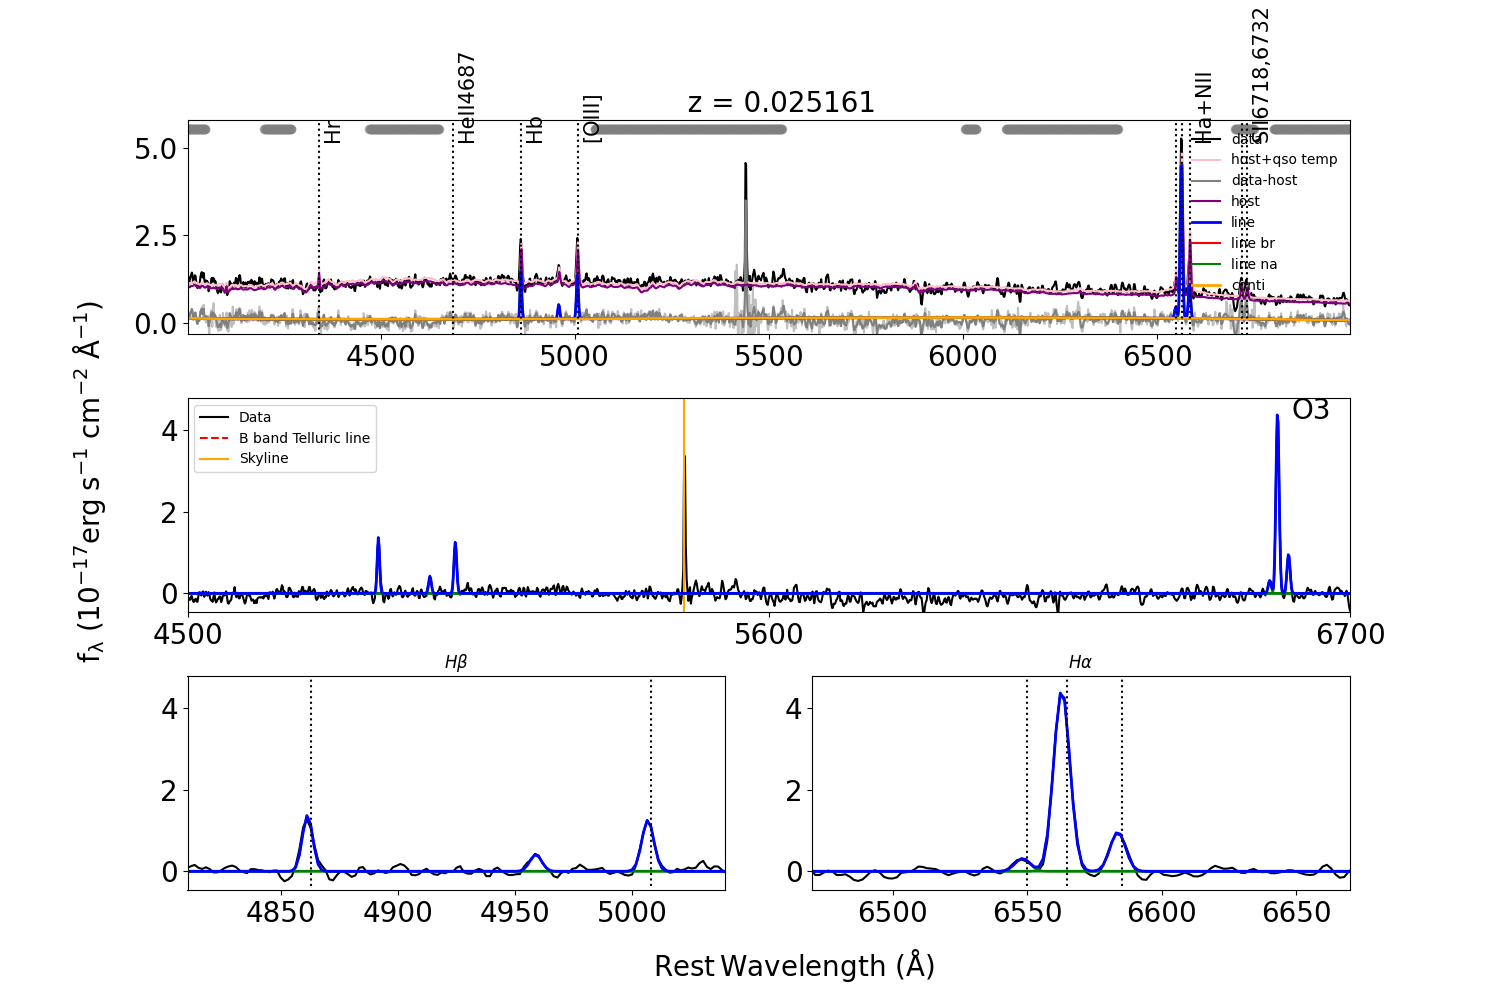 z = 0.025161
Hr
HeII4687
Hb
[OIII]
Ha+NII
SII6718,6732
data
host+qso temp
data-host
host
line
line br
line na
conti
5.0
2.5
0.0
4500
5000
5500
6000
6500
fλ (10⁻¹⁷erg s⁻¹ cm⁻² Å⁻¹)
Data
B band Telluric line
Skyline
O3
4
2
0
4500
5600
6700
Hβ
4
2
0
4850
4900
4950
5000
Hα
4
2
0
6500
6550
6600
6650
Rest Wavelength (Å)